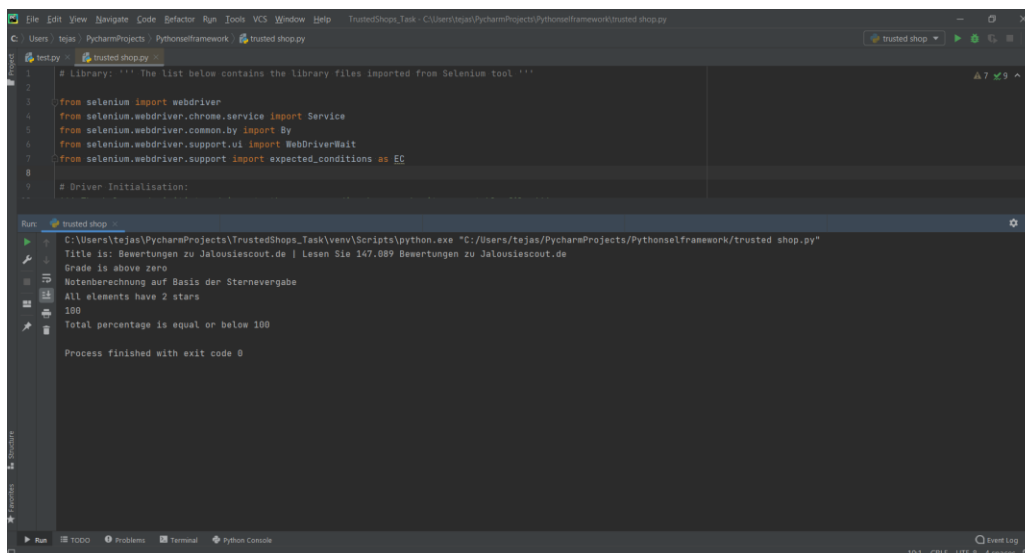 File Edit View Navigate Code Refactor Run Tools VCS Window Help TrustedShops_Task - C:\Users\tejas\PycharmProjects\Pythonselframework\trusted shop.py
C: Users tejas PycharmProjects Pythonselframework trusted shop.py trusted shop
Project
test.py trusted shop.py
1 # Library: ''' The list below contains the library files imported from Selenium tool ''' 7 9
2
3 from selenium import webdriver
4 from selenium.webdriver.chrome.service import Service
5 from selenium.webdriver.common.by import By
6 from selenium.webdriver.support.ui import WebDriverWait
7 from selenium.webdriver.support import expected_conditions as EC
8
9 # Driver Initialisation:
Run: trusted shop
C:\Users\tejas\PycharmProjects\TrustedShops_Task\venv\Scripts\python.exe "C:/Users/tejas/PycharmProjects/Pythonselframework/trusted shop.py"
Title is: Bewertungen zu Jalousiescout.de | Lesen Sie 147.089 Bewertungen zu Jalousiescout.de
Grade is above zero
Notenberechnung auf Basis der Sternevergabe
All elements have 2 stars
100
Total percentage is equal or below 100
Process finished with exit code 0
Structure
Favorites
Run TODO Problems Terminal Python Console Event Log